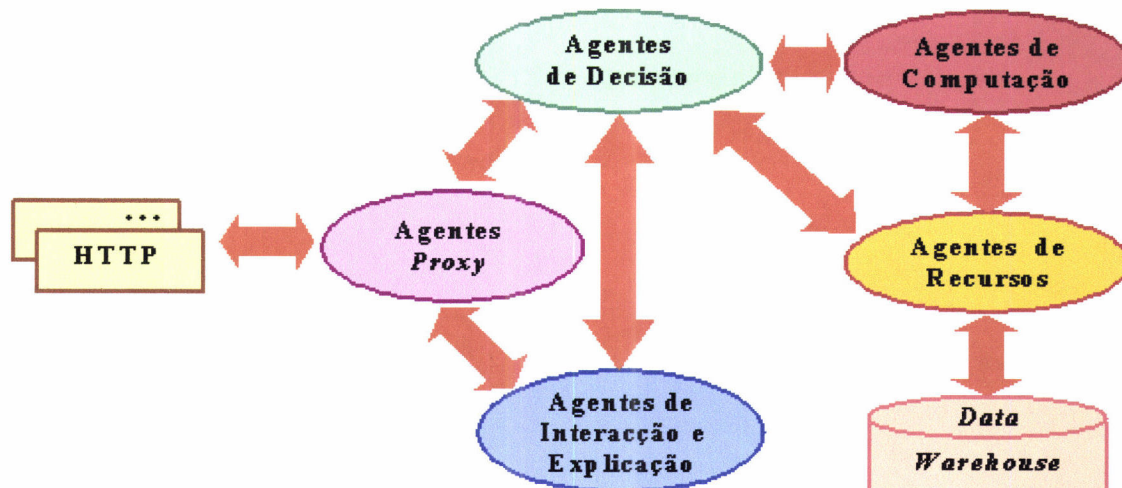 Agentes
de Decisão
Agentes de
Computação
...
HTTP
Agentes
Proxy
Agentes de
Recursos
Agentes de
Interacção e
Explicação
Data
Warehouse